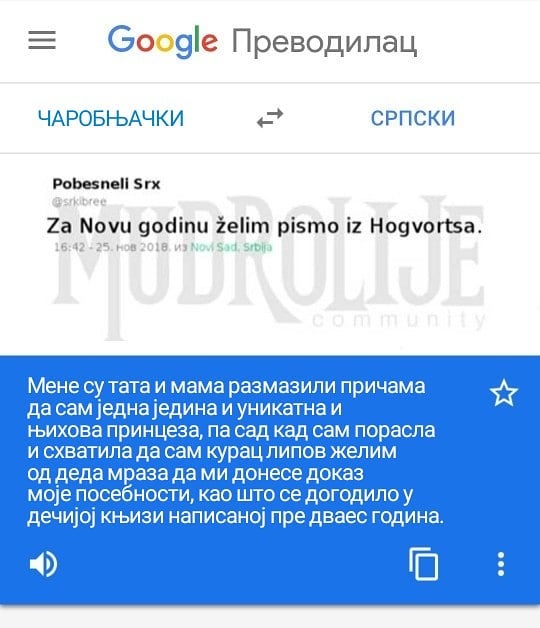 Google Преводилац
ЧАРОБЊАЧКИ
СРПСКИ
Pobesneli Srx
@srkibree
Za Novu godinu želim pismo iz Hogvortsa.
16:42 - 25. нов 2018. из Novi Sad, Srbija
MUDROLIJE
community
Мене су тата и мама размазили причама
да сам једна једина и уникатна и
њихова принцеза, па сад кад сам порасла
и схватила да сам курац липов желим
од деда мраза да ми донесе доказ
моје посебности, као што се догодило у
дечијој књизи написаној пре дваес година.